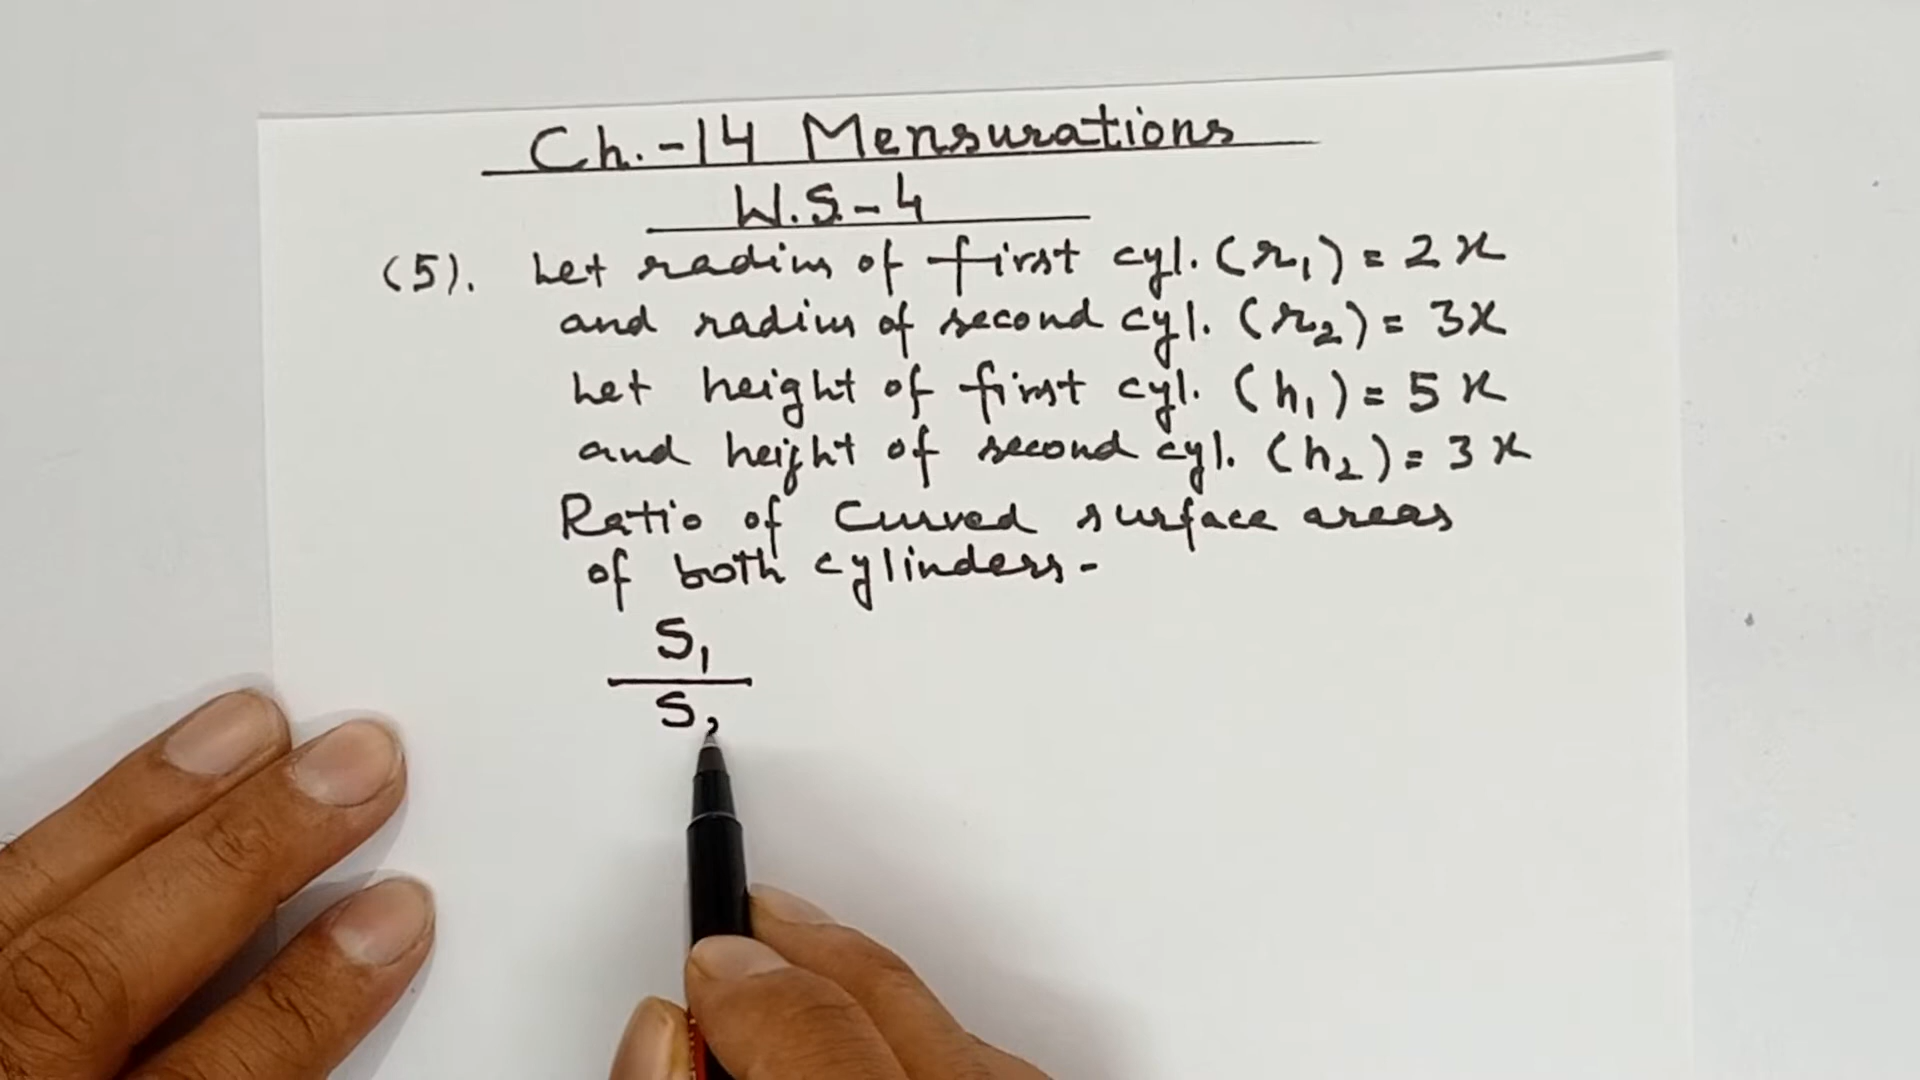 Ch.-14 Mensurations
W.S.-4
(5). Let radius of first cyl. (r₁) = 2x
and radius of second cyl. (r₂) = 3x
Let height of first cyl. (h₁) = 5x
and height of second cyl. (h₂) = 3x
Ratio of Curved surface areas
of both cylinders-
S₁
S₂